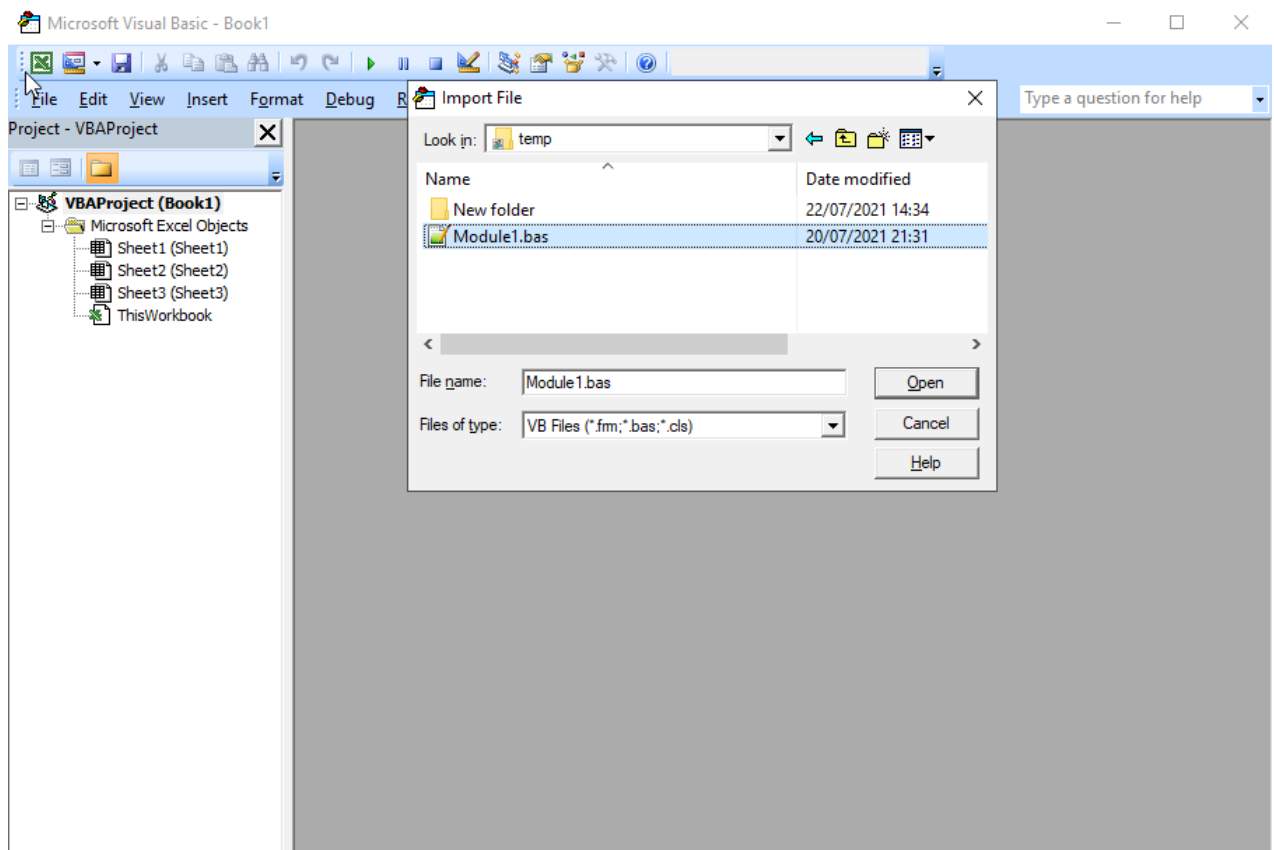 Microsoft Visual Basic - Book1
File Edit View Insert Format Debug R
Type a question for help
Project - VBAProject
VBAProject (Book1)
Microsoft Excel Objects
Sheet1 (Sheet1)
Sheet2 (Sheet2)
Sheet3 (Sheet3)
ThisWorkbook
Import File
Look in: temp
Name Date modified
New folder 22/07/2021 14:34
Module1.bas 20/07/2021 21:31
File name: Module1.bas Open
Files of type: VB Files (*.frm;*.bas;*.cls) Cancel
Help